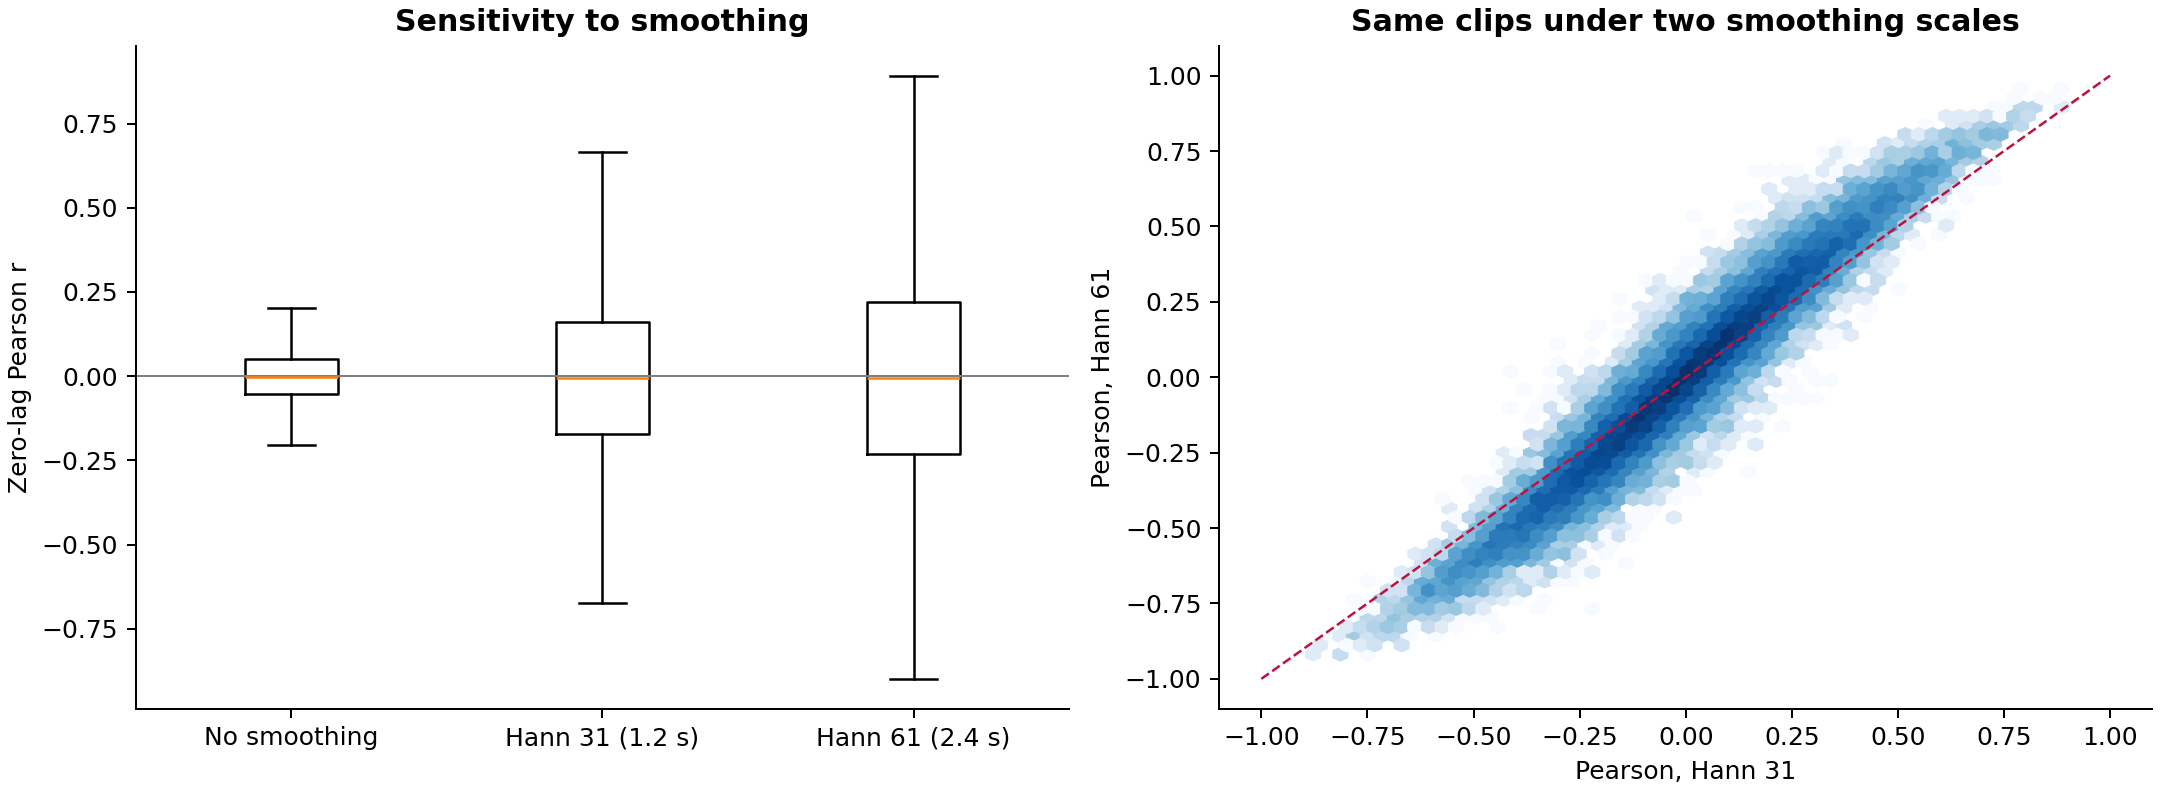 Sensitivity to smoothing
Zero-lag Pearson r
0.75
0.50
0.25
0.00
−0.25
−0.50
−0.75
No smoothing
Hann 31 (1.2 s)
Hann 61 (2.4 s)
Same clips under two smoothing scales
Pearson, Hann 61
1.00
0.75
0.50
0.25
0.00
−0.25
−0.50
−0.75
−1.00
−1.00 −0.75 −0.50 −0.25 0.00 0.25 0.50 0.75 1.00
Pearson, Hann 31